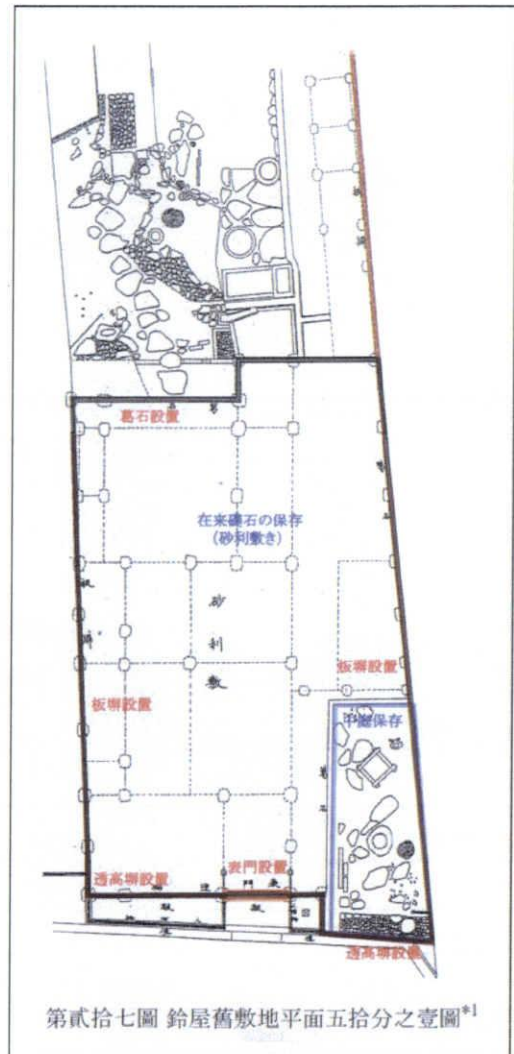 葛石設置
在来礎石の保存
(砂利敷き)
砂利敷
板塀設置
板塀設置
中庭保存
表門設置
透高塀設置
透高塀設置
第貳拾七圖 鈴屋舊敷地平面五拾分之壹圖*1